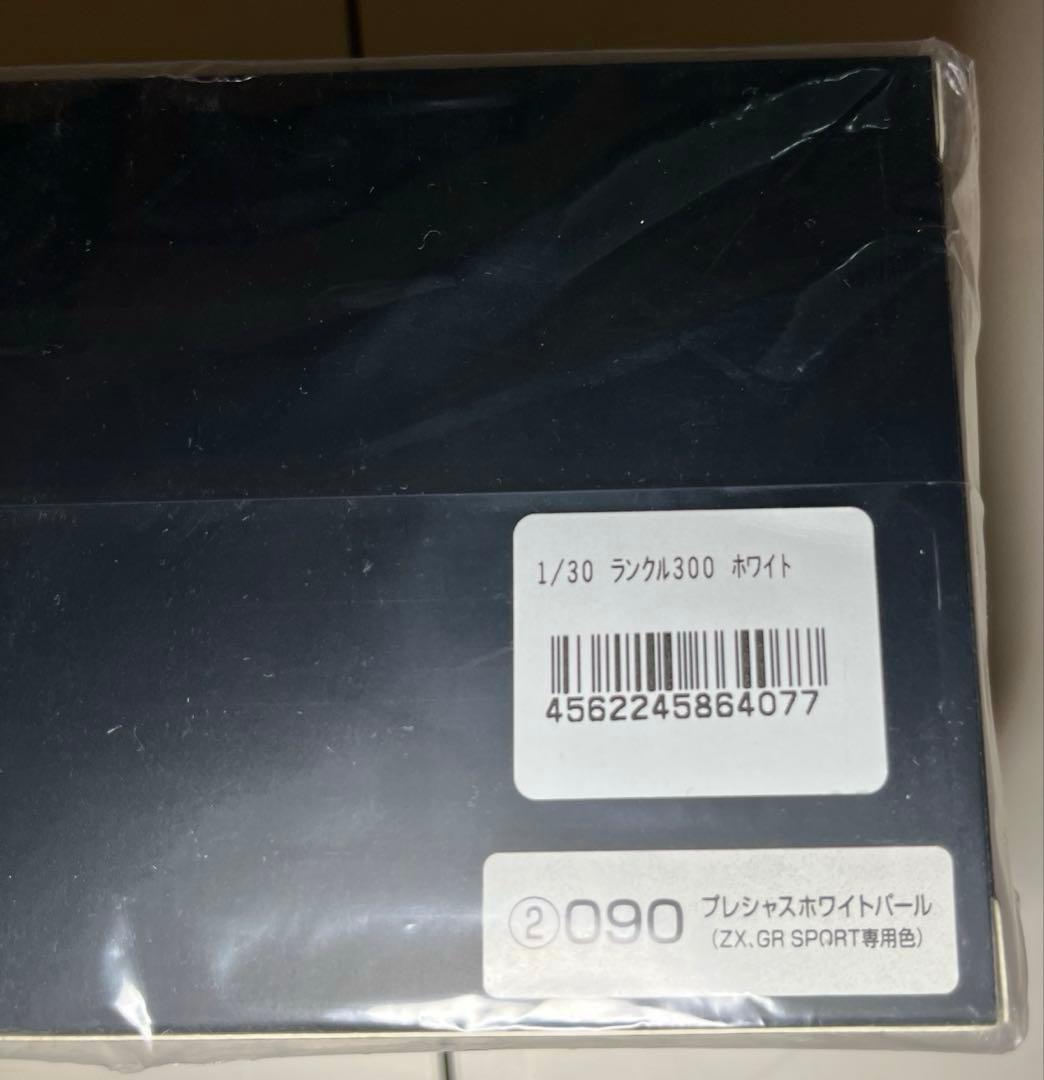 1/30 ランクル300 ホワイト
4562245864077
②090 プレシャスホワイトパール
(ZX、GR SPORT専用色)